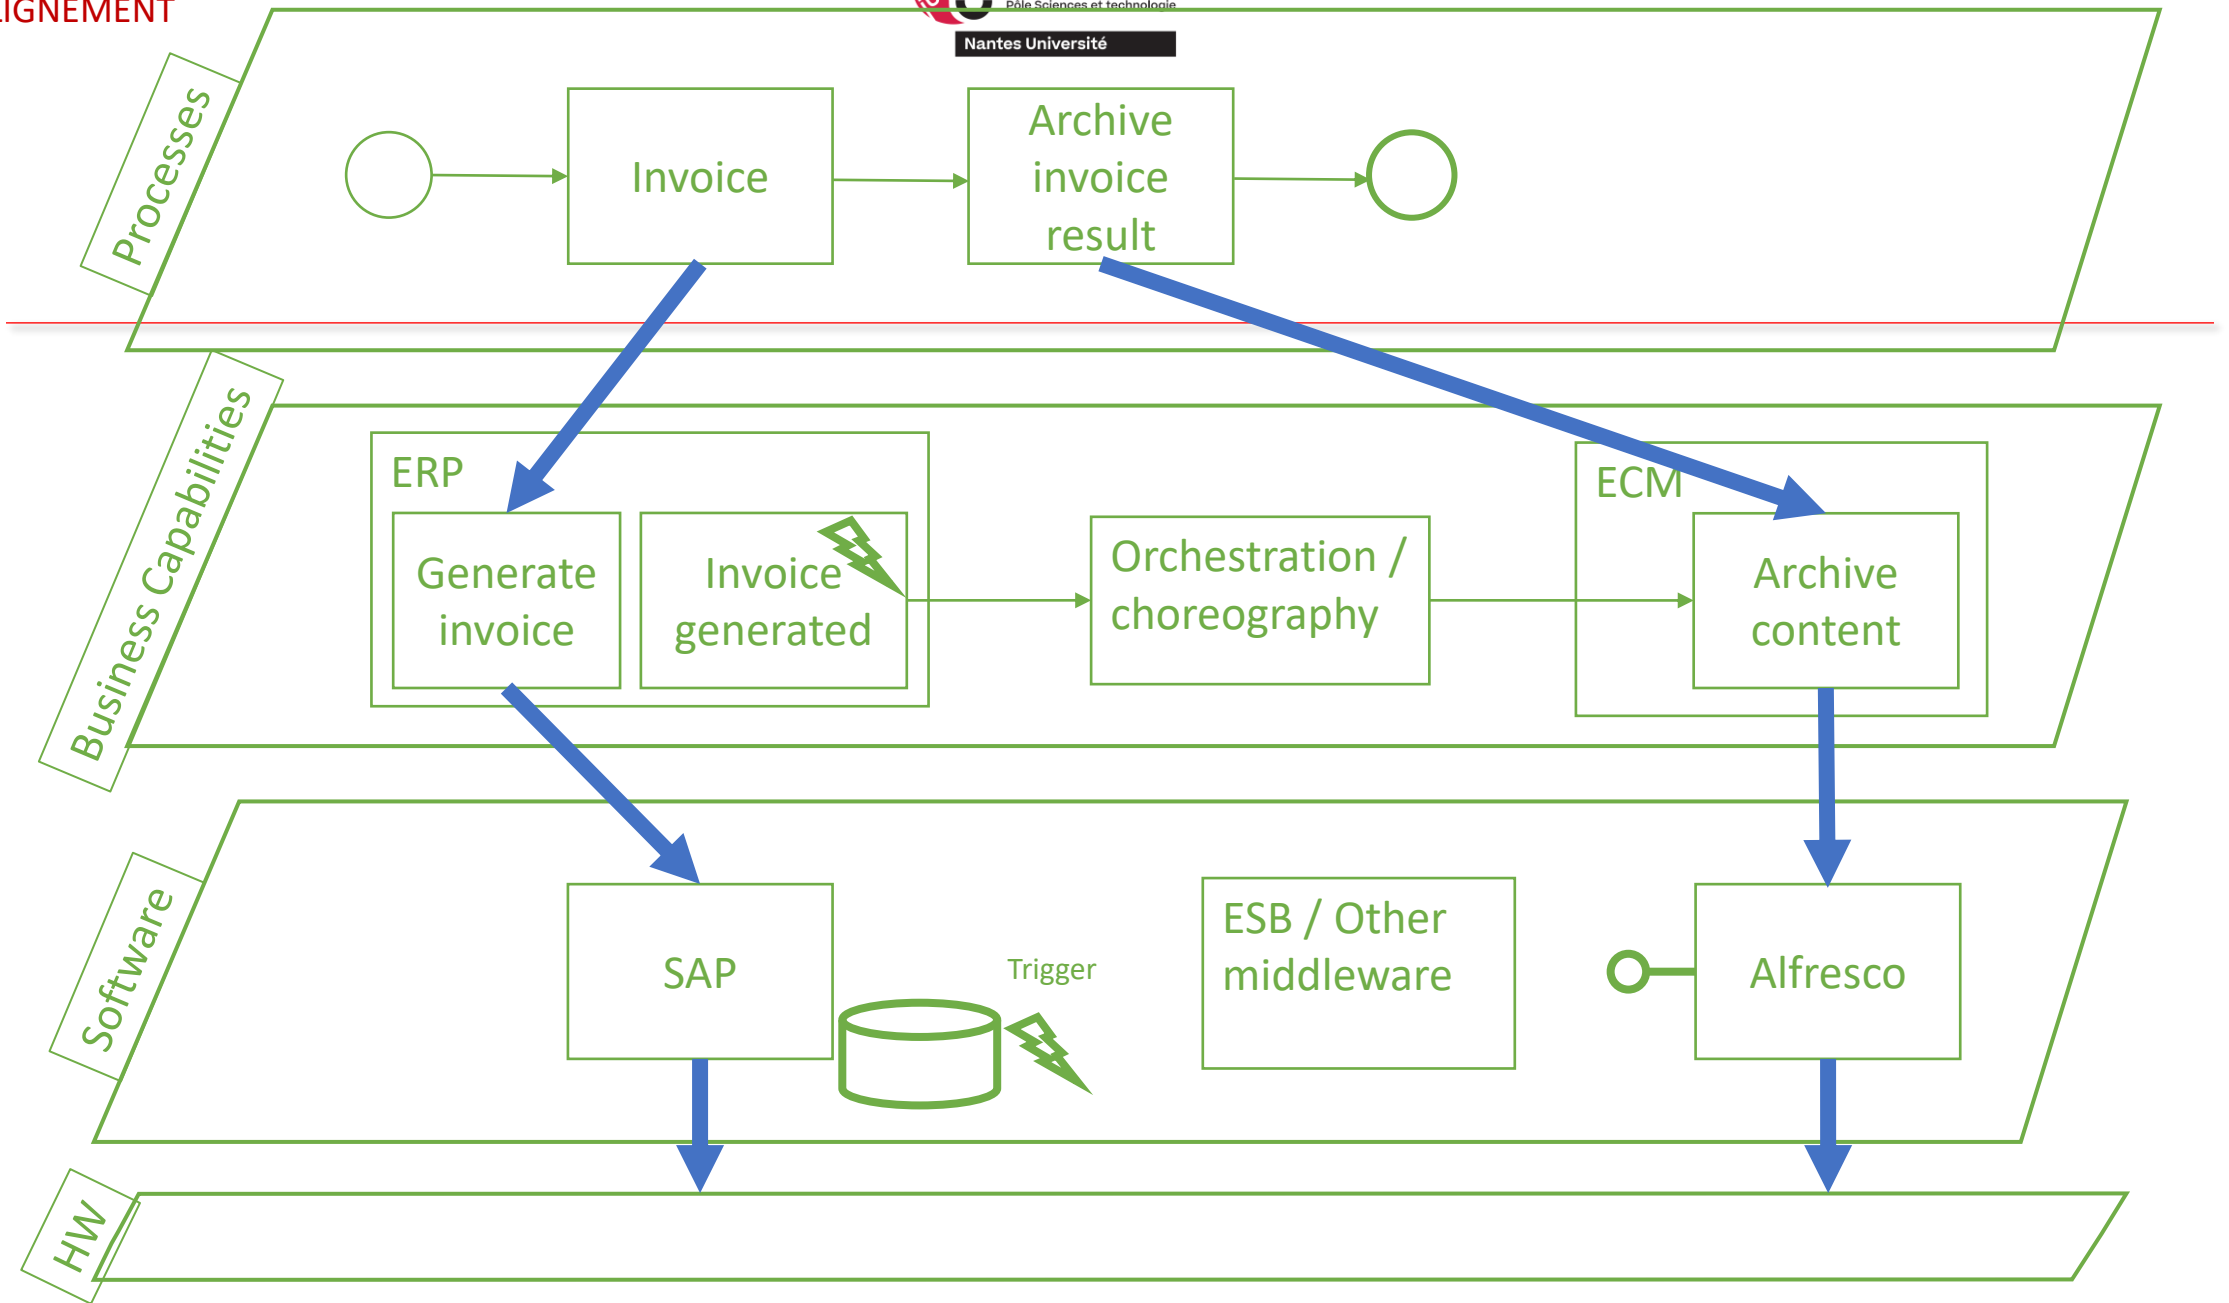 LIGNEMENT
Pôle Sciences et technologie
Nantes Université
Processes
Invoice
Archive
invoice
result
Business Capabilities
ERP
Generate
invoice
Invoice
generated
Orchestration /
choreography
ECM
Archive
content
Software
SAP
Trigger
ESB / Other
middleware
Alfresco
HW